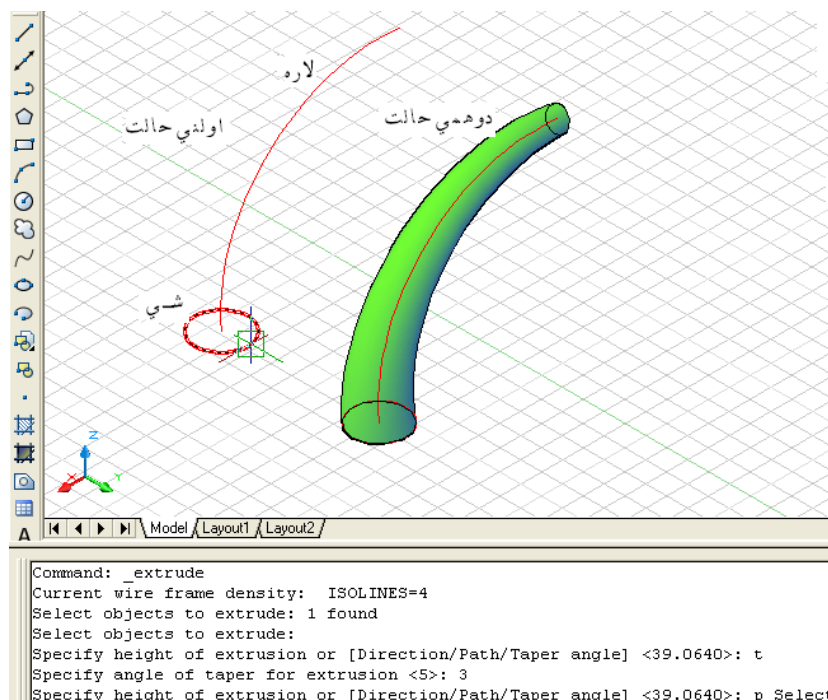 لاره
اولني حالت
دوهمي حالت
شي
Z
X
Y
A
Model Layout1 Layout2
Command: _extrude
Current wire frame density:  ISOLINES=4
Select objects to extrude: 1 found
Select objects to extrude:
Specify height of extrusion or [Direction/Path/Taper angle] <39.0640>: t
Specify angle of taper for extrusion <5>: 3
Specify height of extrusion or [Direction/Path/Taper angle] <39.0640>: p Select